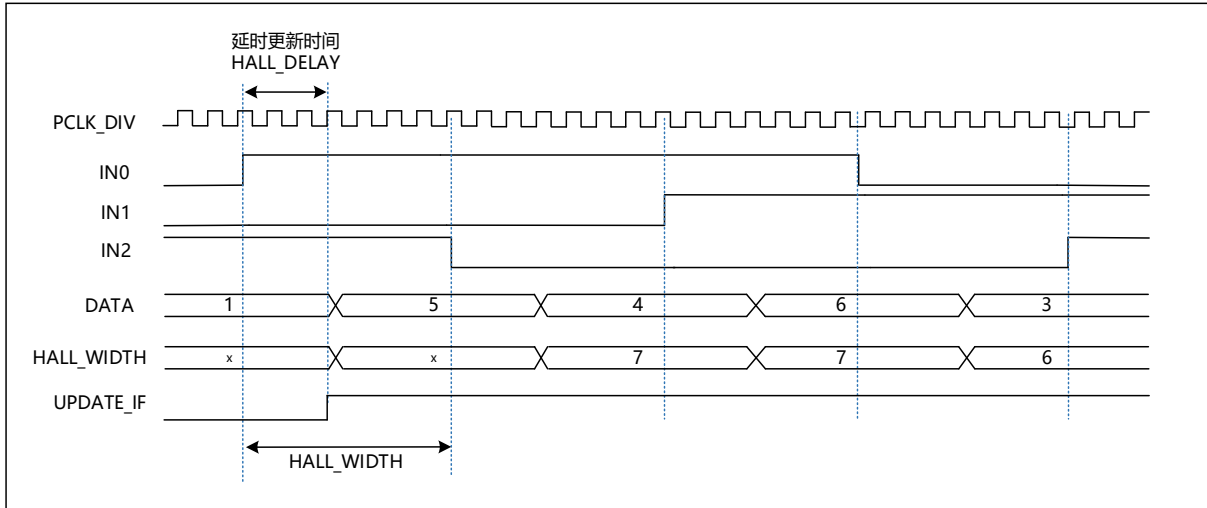 延时更新时间
HALL_DELAY
PCLK_DIV
IN0
IN1
IN2
DATA 1 5 4 6 3
HALL_WIDTH x x 7 7 6
UPDATE_IF
HALL_WIDTH